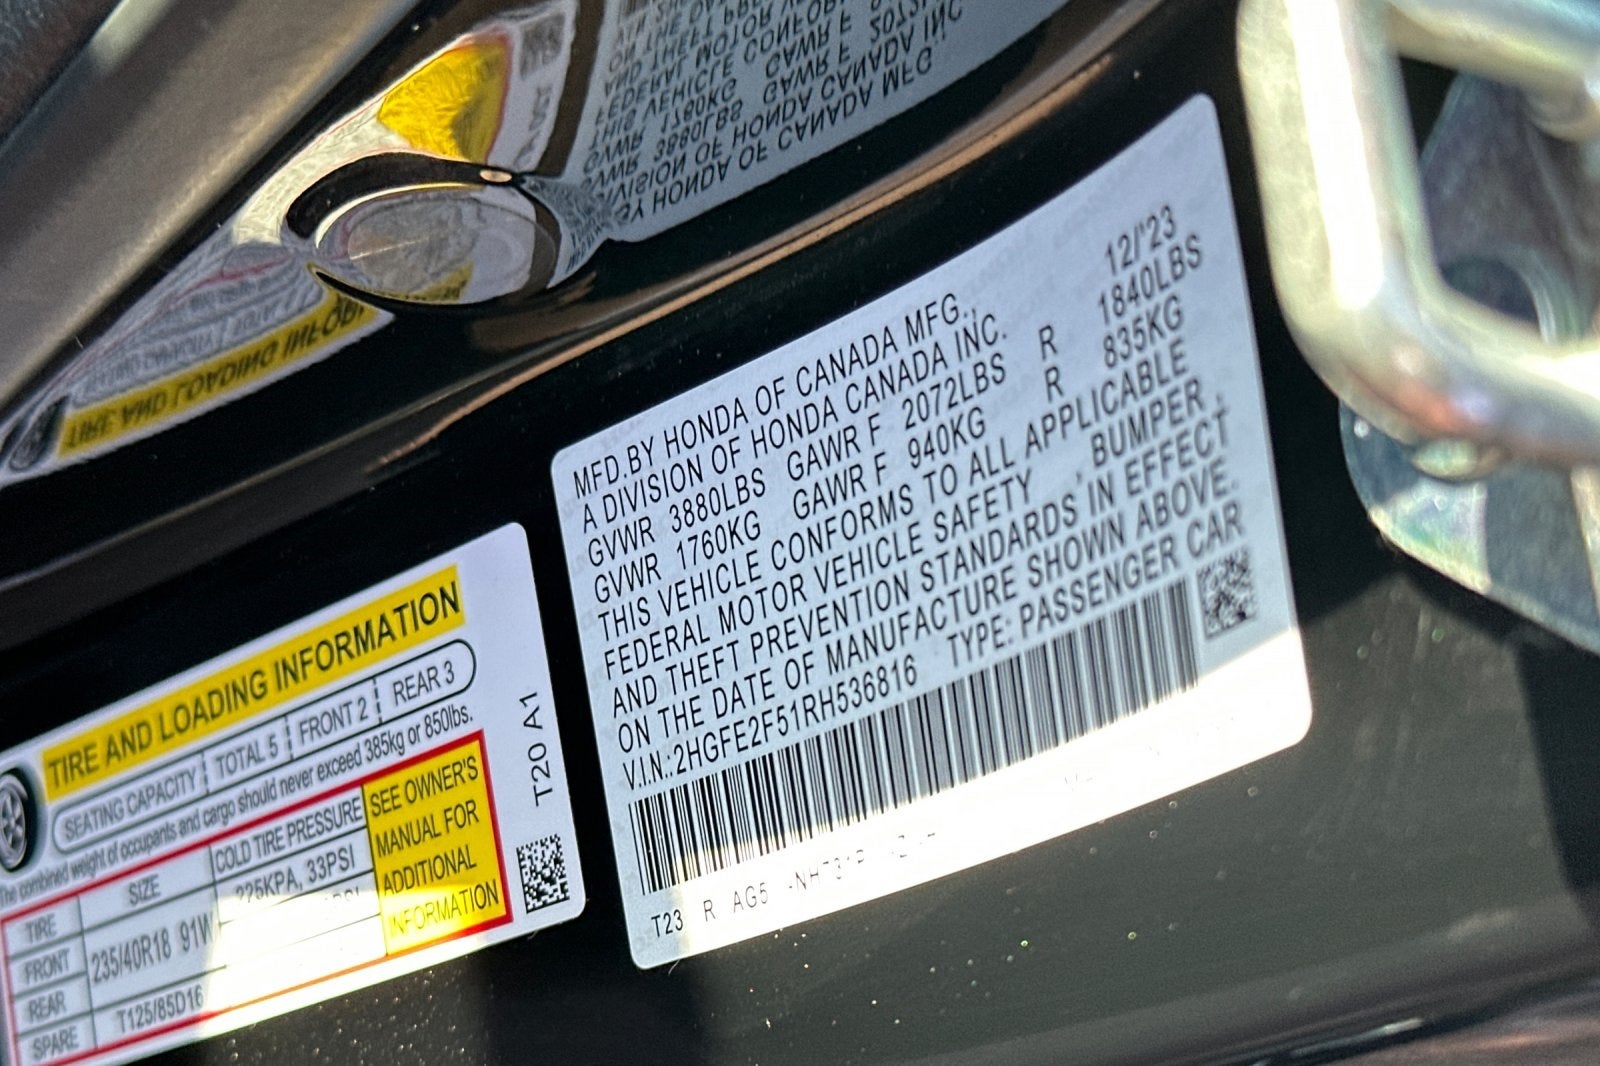 MFD.BY HONDA OF CANADA MFG.,
A DIVISION OF HONDA CANADA INC. 12/'23
GVWR 3880LBS GAWR F 2072LBS R 1840LBS
GVWR 1760KG GAWR F 940KG R 835KG
THIS VEHICLE CONFORMS TO ALL APPLICABLE
FEDERAL MOTOR VEHICLE SAFETY , BUMPER ,
AND THEFT PREVENTION STANDARDS IN EFFECT
ON THE DATE OF MANUFACTURE SHOWN ABOVE.
V.I.N.:2HGFE2F51RH536816 TYPE: PASSENGER CAR
T23 R AG5
TIRE AND LOADING INFORMATION
SEATING CAPACITY TOTAL 5 FRONT 2 REAR 3
The combined weight of occupants and cargo should never exceed 385kg or 850lbs.
TIRE SIZE COLD TIRE PRESSURE
FRONT 235/40R18 91W 225KPA, 33PSI
REAR
SPARE T125/85D16
SEE OWNER'S
MANUAL FOR
ADDITIONAL
INFORMATION
T20 A1